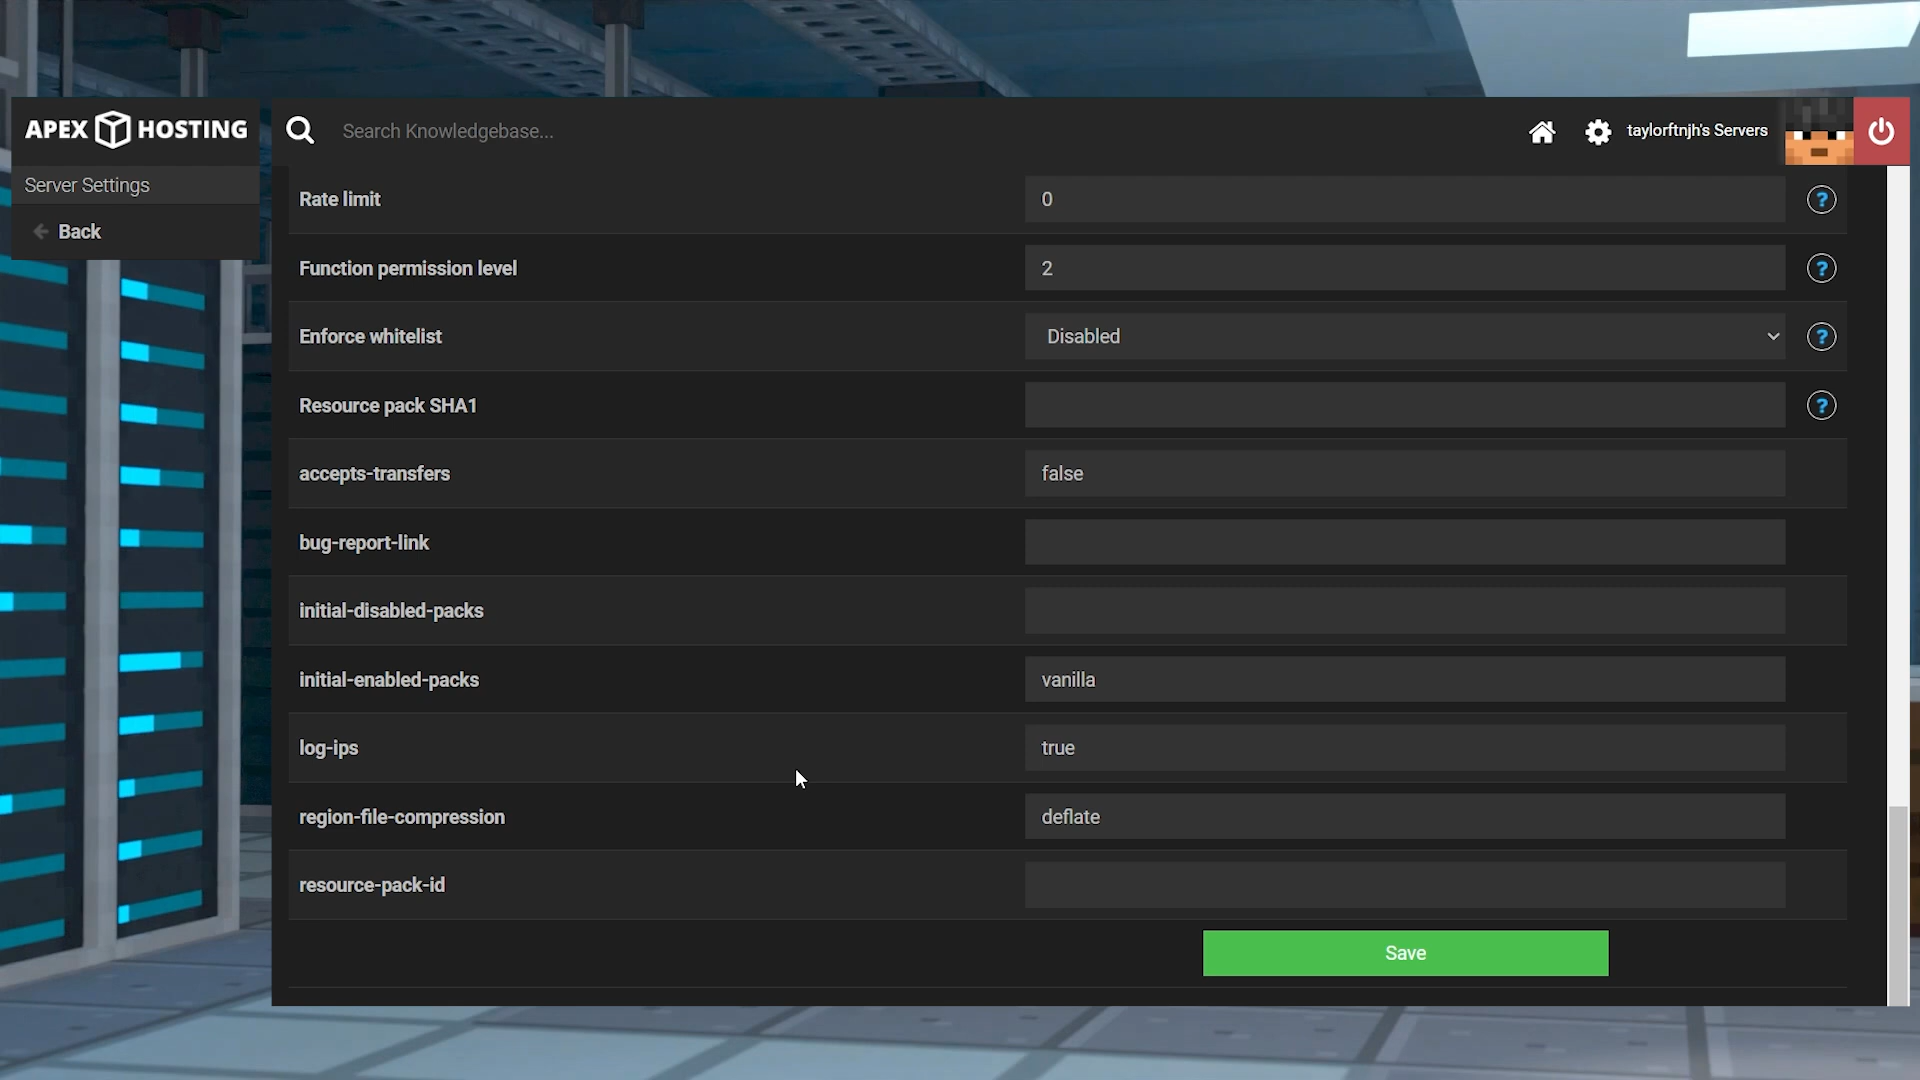 APEX HOSTING
Search Knowledgebase...
taylorftnjh's Servers
Server Settings
Back
Rate limit
0
?
Function permission level
2
?
Enforce whitelist
Disabled
?
Resource pack SHA1
?
accepts-transfers
false
bug-report-link
initial-disabled-packs
initial-enabled-packs
vanilla
log-ips
true
region-file-compression
deflate
resource-pack-id
Save